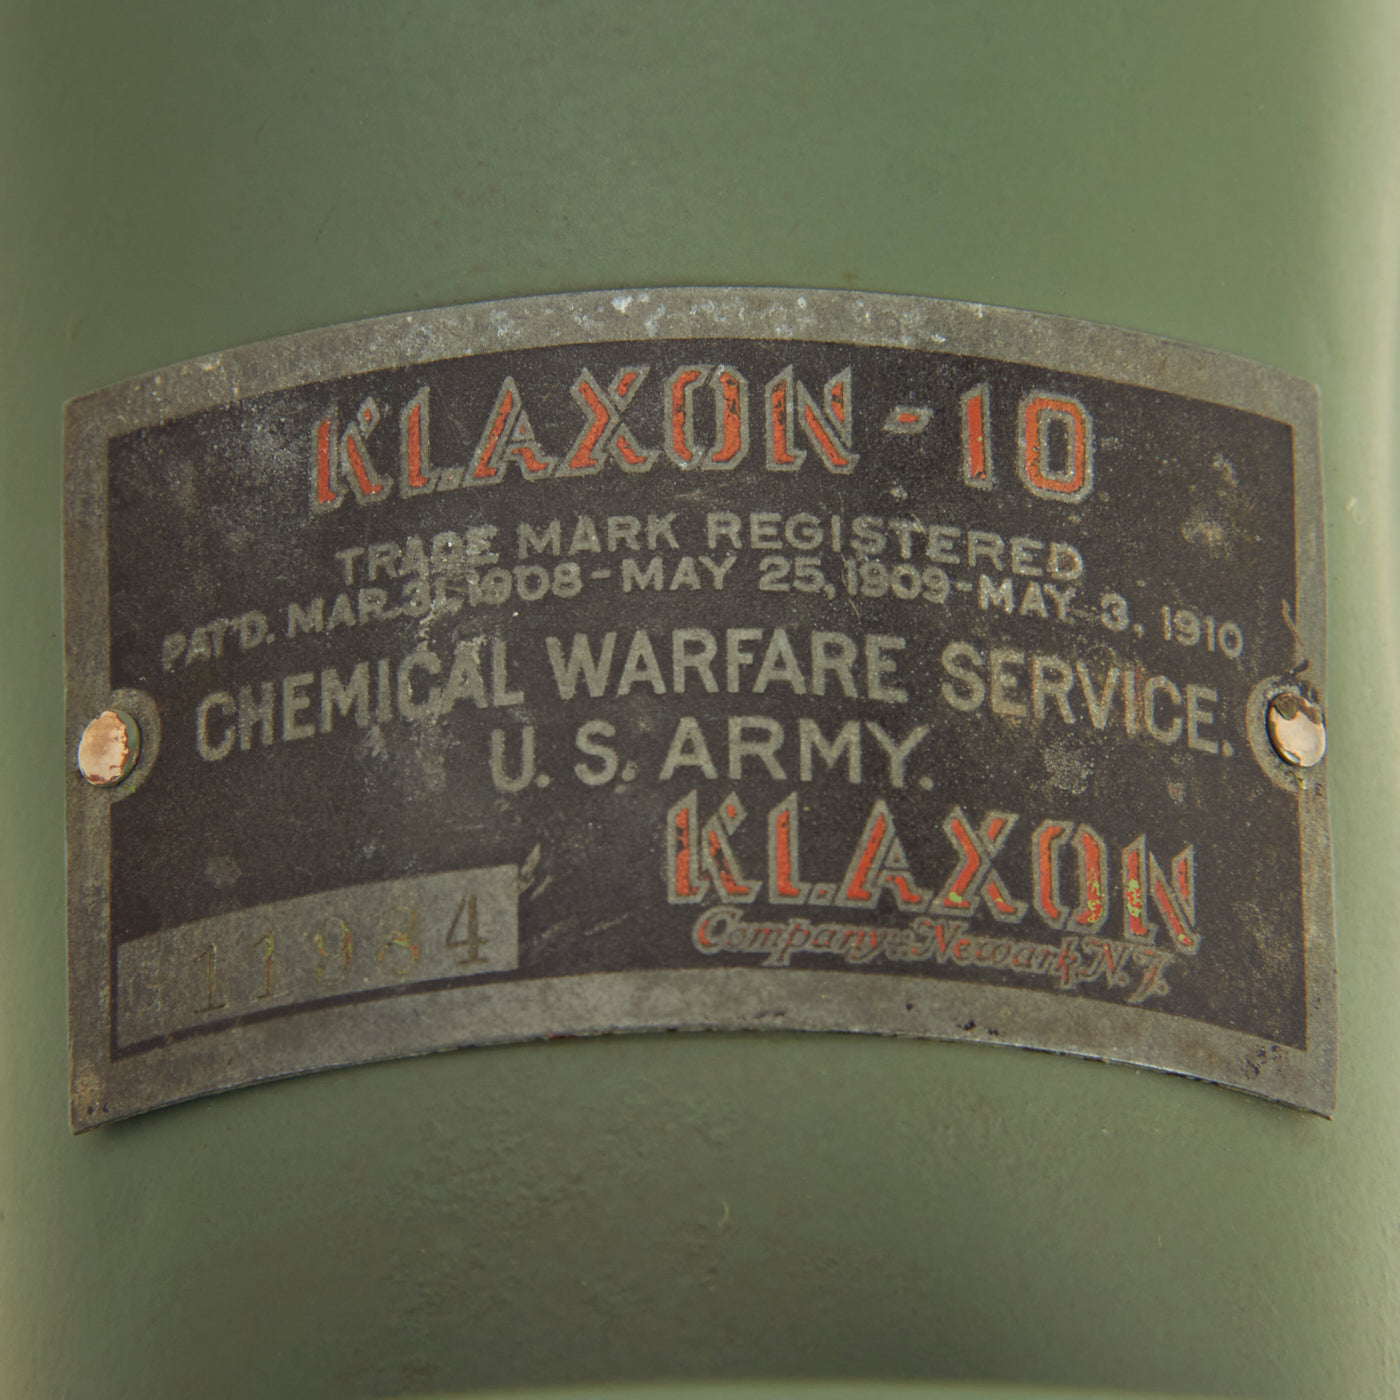 KLAXON-10
TRADE MARK REGISTERED
PAT'D. MAR. 31, 1908 - MAY 25, 1909 - MAY. 3, 1910
CHEMICAL WARFARE SERVICE.
U. S. ARMY.
KLAXON
Company Newark, N.J.